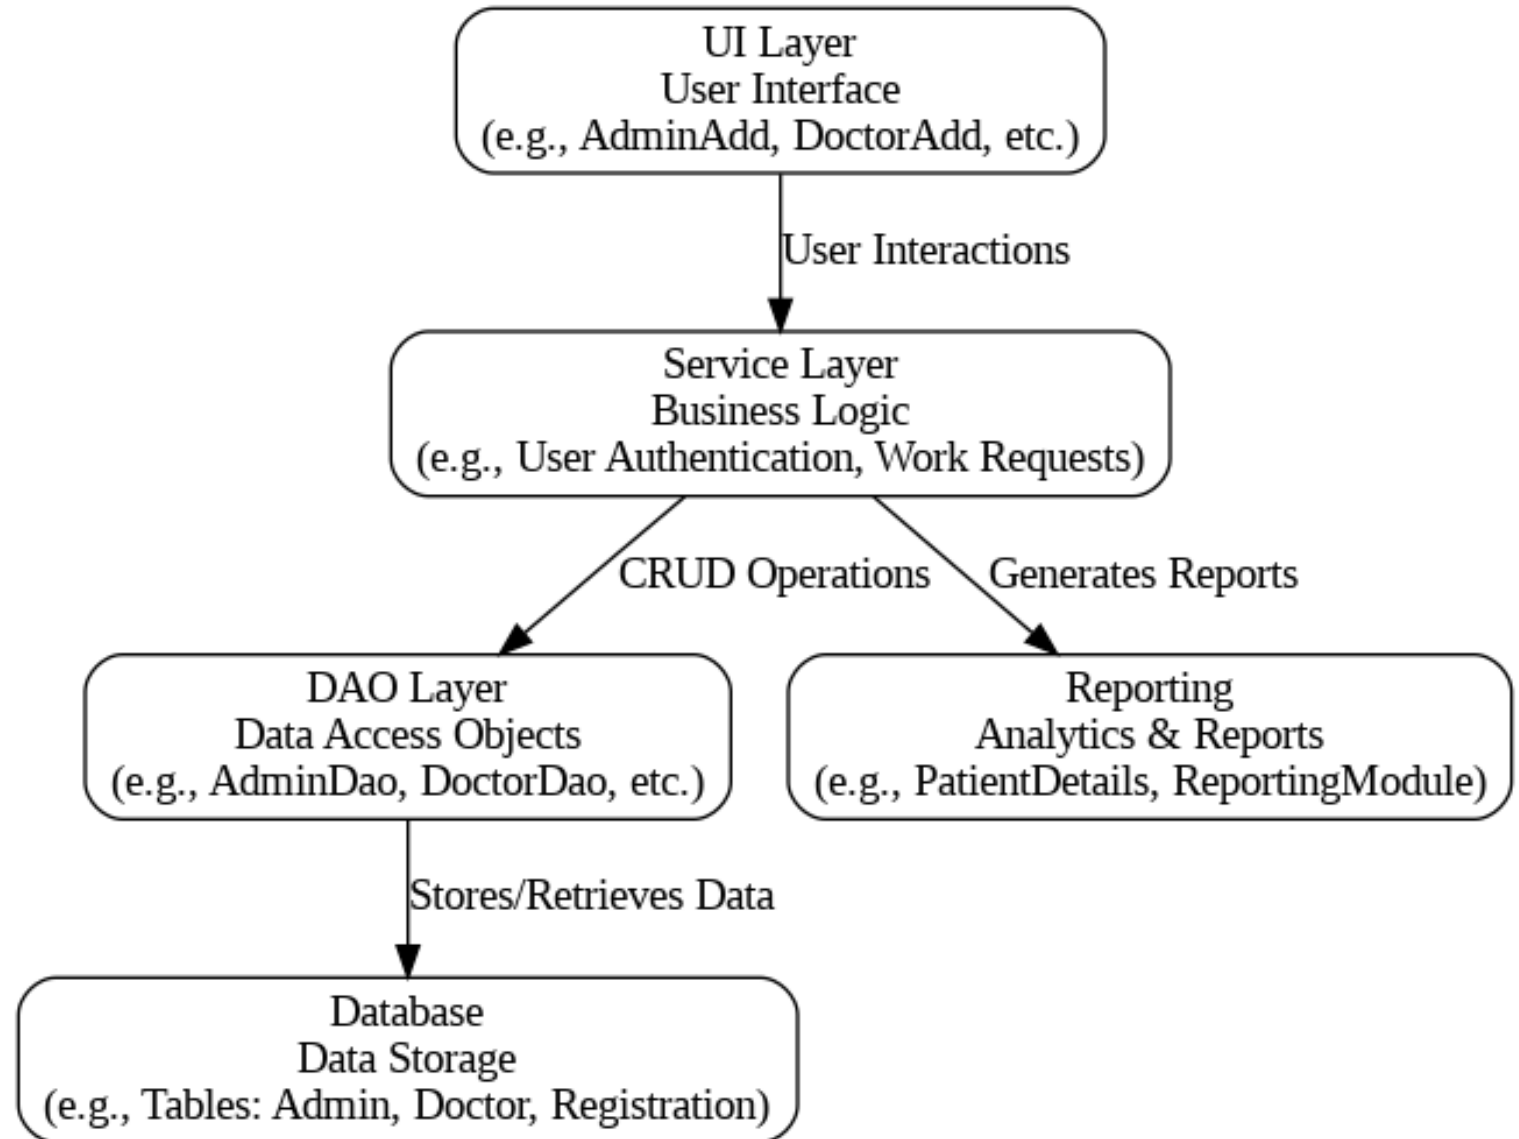 UI Layer
User Interface
(e.g., AdminAdd, DoctorAdd, etc.)
User Interactions
Service Layer
Business Logic
(e.g., User Authentication, Work Requests)
CRUD Operations
Generates Reports
DAO Layer
Data Access Objects
(e.g., AdminDao, DoctorDao, etc.)
Reporting
Analytics & Reports
(e.g., PatientDetails, ReportingModule)
Stores/Retrieves Data
Database
Data Storage
(e.g., Tables: Admin, Doctor, Registration)